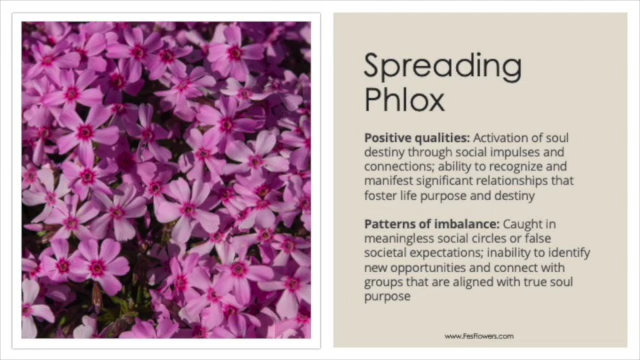 Spreading
Phlox
Positive qualities: Activation of soul
destiny through social impulses and
connections; ability to recognize and
manifest significant relationships that
foster life purpose and destiny
Patterns of imbalance: Caught in
meaningless social circles or false
societal expectations; inability to identify
new opportunities and connect with
groups that are aligned with true soul
purpose
www.FesFlowers.com